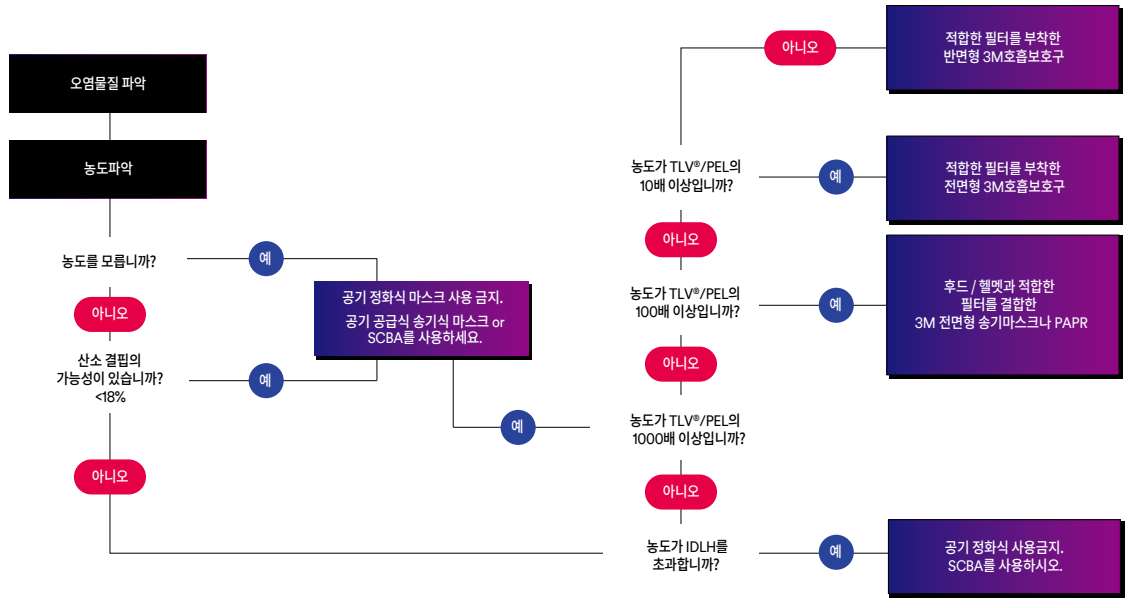 오염물질 파악
농도파악
농도를 모릅니까?
예
아니오
공기 정화식 마스크 사용 금지.
공기 공급식 송기식 마스크 or
SCBA를 사용하세요.
산소 결핍의
가능성이 있습니까?
<18%
예
아니오
예
아니오
적합한 필터를 부착한
반면형 3M호흡보호구
농도가 TLV®/PEL의
10배 이상입니까?
예
적합한 필터를 부착한
전면형 3M호흡보호구
아니오
농도가 TLV®/PEL의
100배 이상입니까?
예
후드 / 헬멧과 적합한
필터를 결합한
3M 전면형 송기마스크나 PAPR
아니오
농도가 TLV®/PEL의
1000배 이상입니까?
아니오
농도가 IDLH를
초과합니까?
예
공기 정화식 사용금지.
SCBA를 사용하시오.